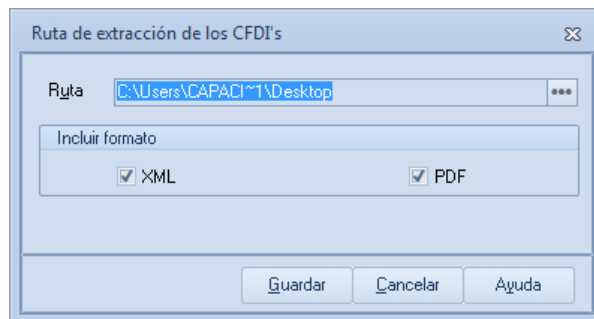 Ruta de extracción de los CFDI's
Ruta C:\Users\CAPACI~1\Desktop
Incluir formato
XML PDF
Guardar Cancelar Ayuda